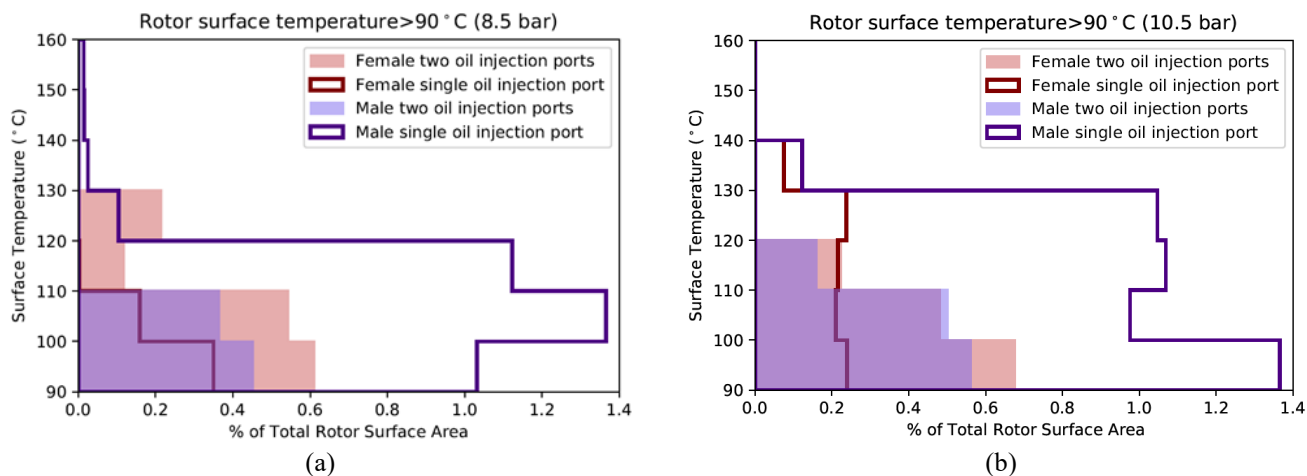 Rotor surface temperature>90°C (8.5 bar)
160
150
140
130
120
110
100
90
Surface Temperature (°C)
Female two oil injection ports
Female single oil injection port
Male two oil injection ports
Male single oil injection port
0.0 0.2 0.4 0.6 0.8 1.0 1.2 1.4
% of Total Rotor Surface Area
(a)
Rotor surface temperature>90°C (10.5 bar)
160
150
140
130
120
110
100
90
Surface Temperature (°C)
Female two oil injection ports
Female single oil injection port
Male two oil injection ports
Male single oil injection port
0.0 0.2 0.4 0.6 0.8 1.0 1.2 1.4
% of Total Rotor Surface Area
(b)